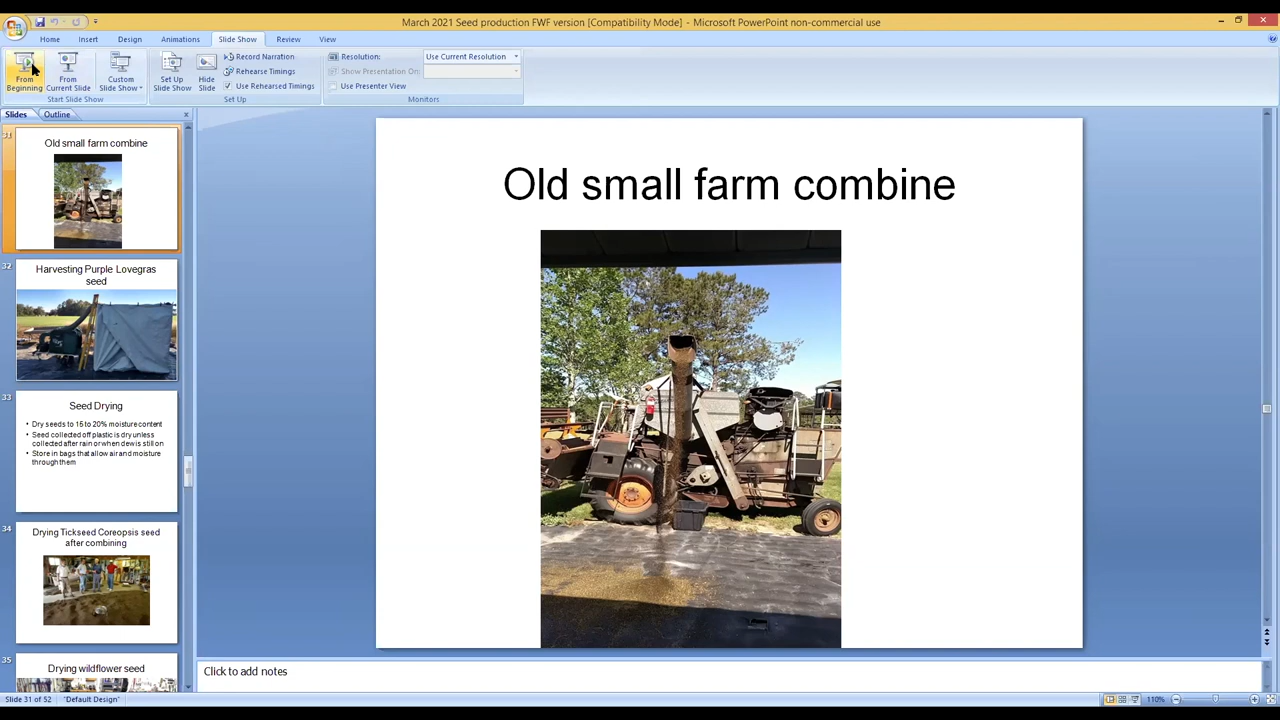 March 2021 Seed production FWF version [Compatibility Mode] - Microsoft PowerPoint non-commercial use
Home Insert Design Animations Slide Show Review View
From Beginning
From Current Slide
Custom Slide Show
Start Slide Show
Set Up Slide Show
Hide Slide
Record Narration
Rehearse Timings
Use Rehearsed Timings
Set Up
Resolution: Use Current Resolution
Show Presentation On:
Use Presenter View
Monitors
Slides Outline
31
Old small farm combine
32
Harvesting Purple Lovegras
seed
33
Seed Drying
• Dry seeds to 15 to 20% moisture content
• Seed collected off plastic is dry unless
collected after rain or when dew is still on
• Store in bags that allow air and moisture
through them
34
Drying Tickseed Coreopsis seed
after combining
35
Drying wildflower seed
Old small farm combine
Click to add notes
Slide 31 of 52 "Default Design" 110%